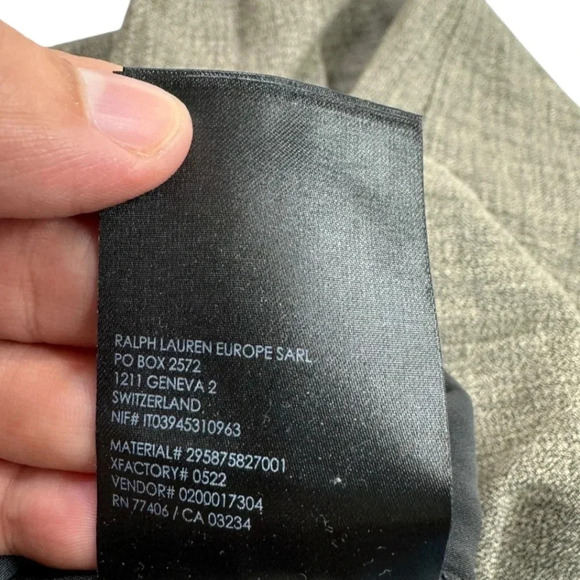 RALPH LAUREN EUROPE SARL
PO BOX 2572
1211 GENEVA 2
SWITZERLAND
NIF# IT03945310963
MATERIAL# 295875827001
XFACTORY# 0522
VENDOR# 0200017304
RN 77406 / CA 03234